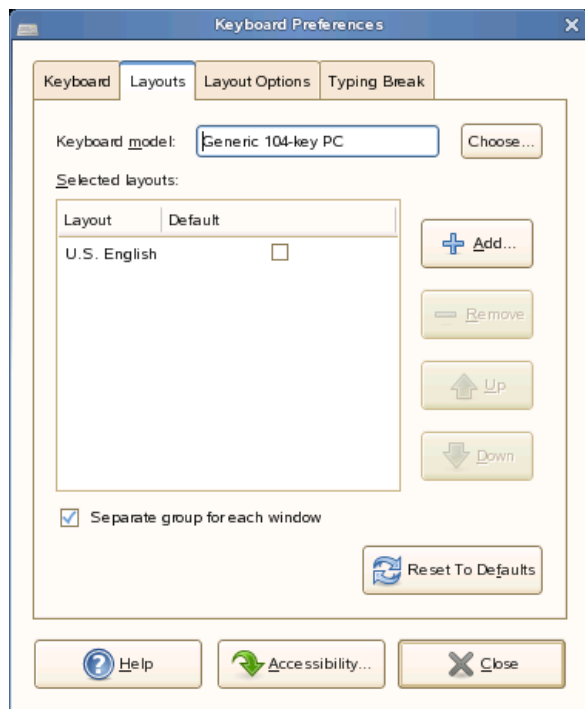 Keyboard Preferences
Keyboard Layouts Layout Options Typing Break
Keyboard model: Generic 104-key PC Choose...
Selected layouts:
Layout Default
U.S. English
Add...
Remove
Up
Down
Separate group for each window
Reset To Defaults
Help Accessibility... Close